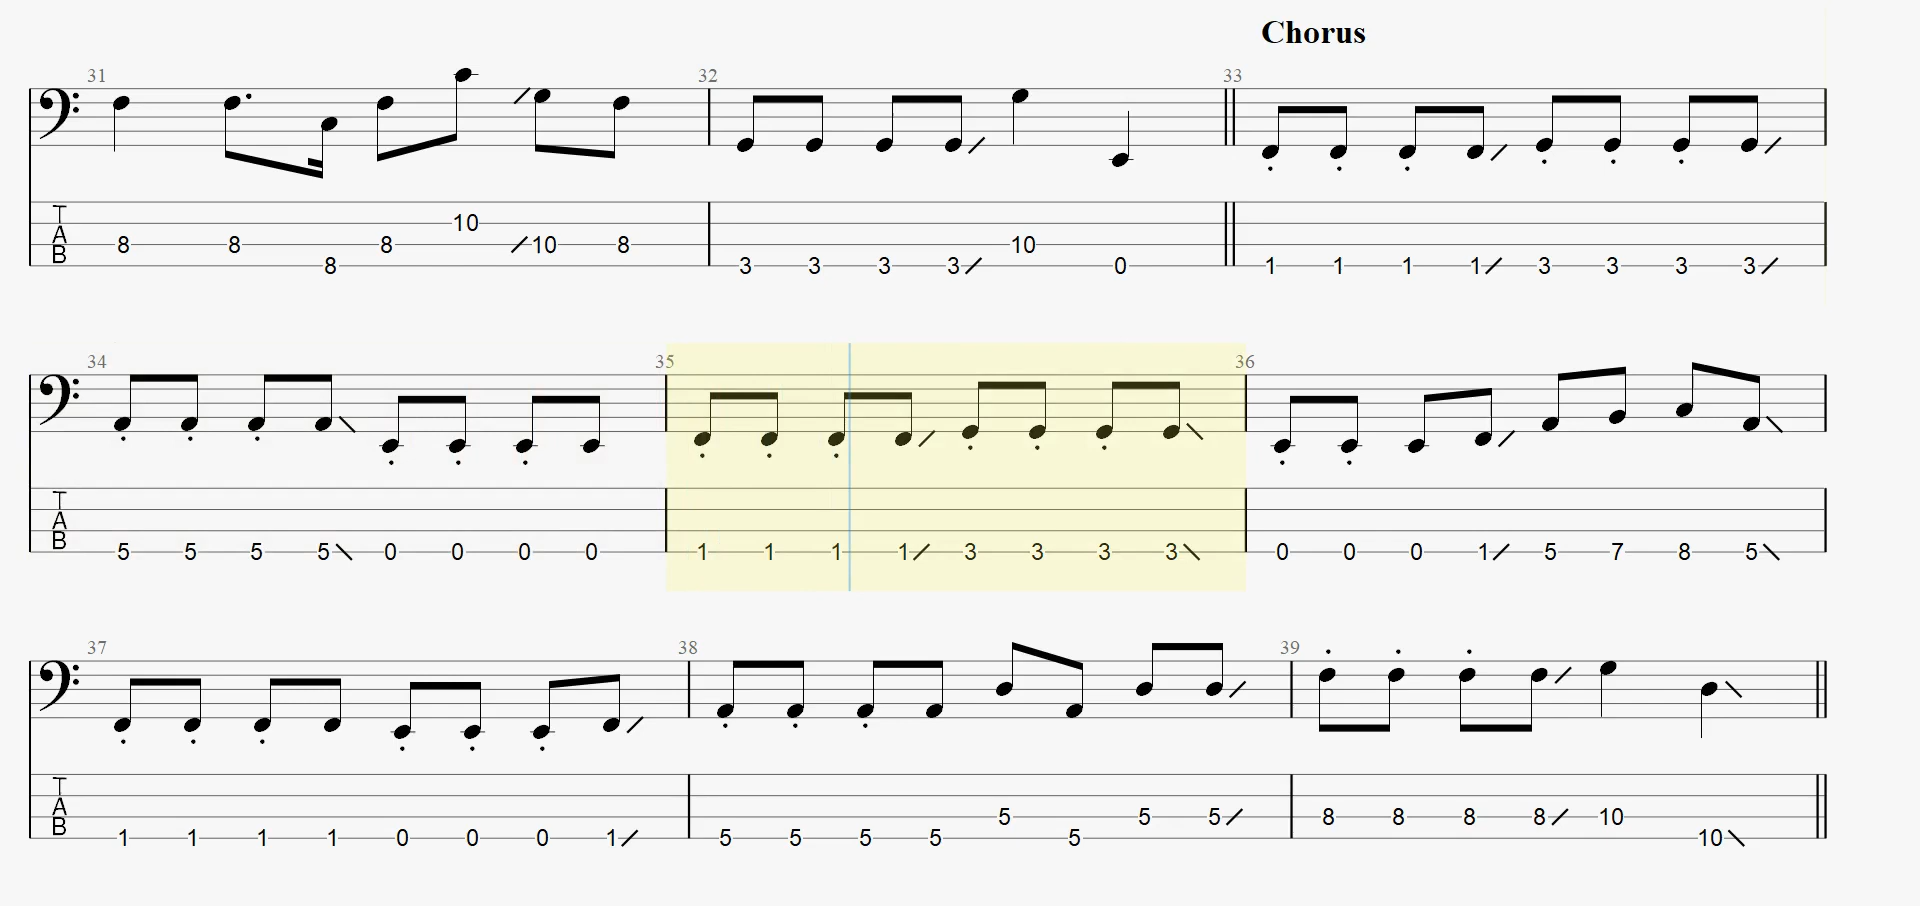 Chorus
31 32 33
T
A
B
10
8 8 8 10 8 10
8 3 3 3 3 0 1 1 1 1 3 3 3 3
34 35 36
T
A
B
5 5 5 5 0 0 0 0 1 1 1 1 3 3 3 3 0 0 0 1 5 7 8 5
37 38 39
T
A
B
5 5 5 8 8 8 8 10
1 1 1 1 0 0 0 1 5 5 5 5 5 10